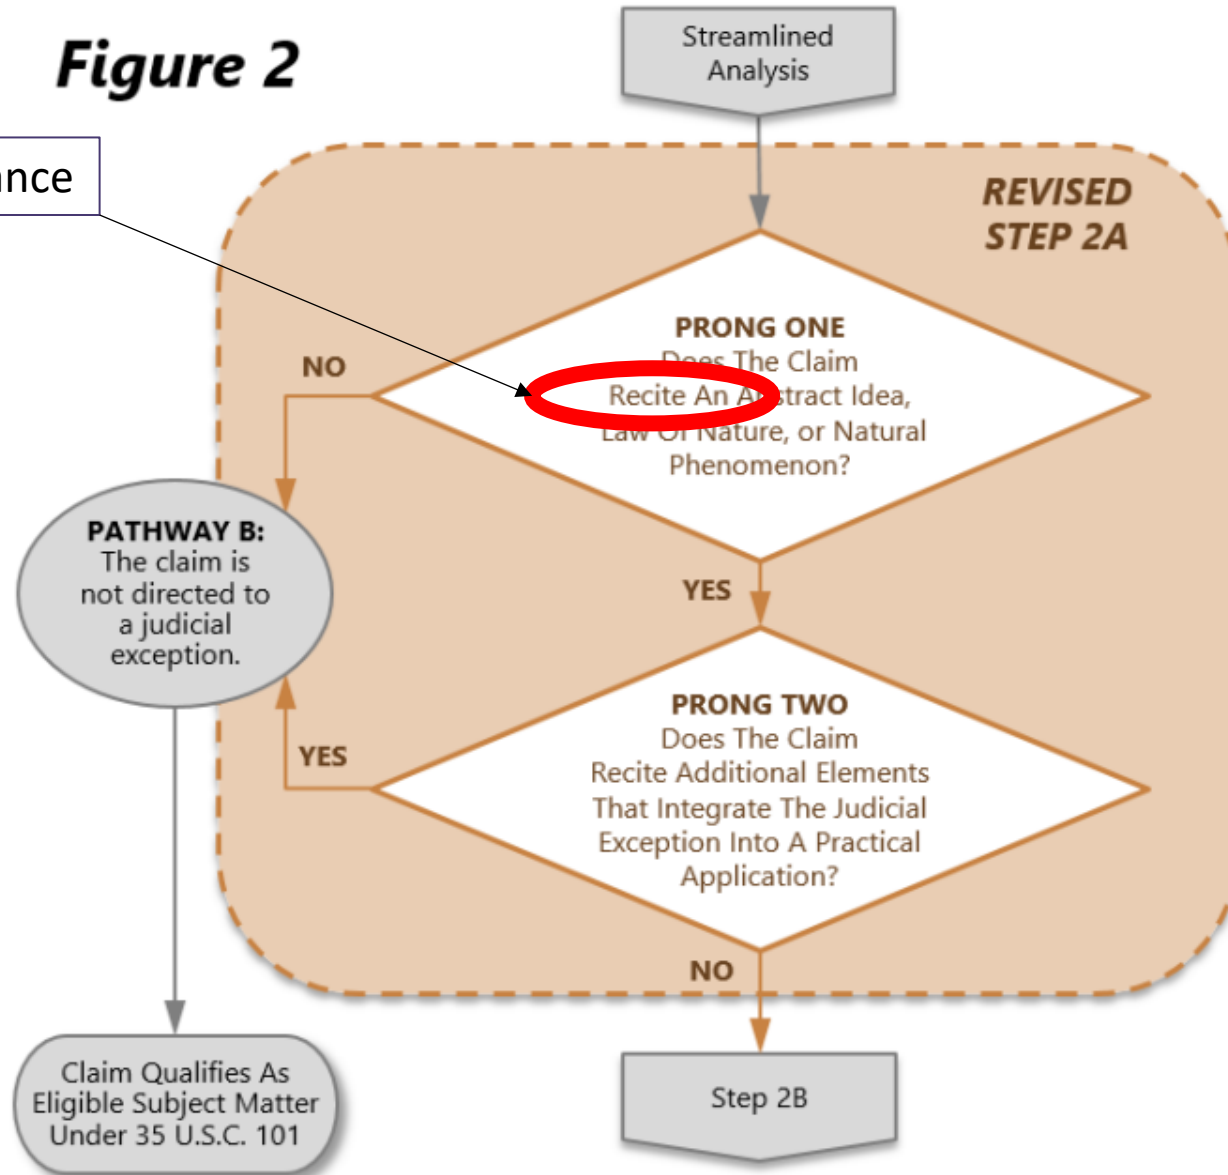 Figure 2
Streamlined
Analysis
ance
REVISED
STEP 2A
PRONG ONE
Does The Claim
Recite An Abstract Idea,
Law Of Nature, or Natural
Phenomenon?
NO
PATHWAY B:
The claim is
not directed to
a judicial
exception.
YES
PRONG TWO
Does The Claim
Recite Additional Elements
That Integrate The Judicial
Exception Into A Practical
Application?
YES
NO
Claim Qualifies As
Eligible Subject Matter
Under 35 U.S.C. 101
Step 2B